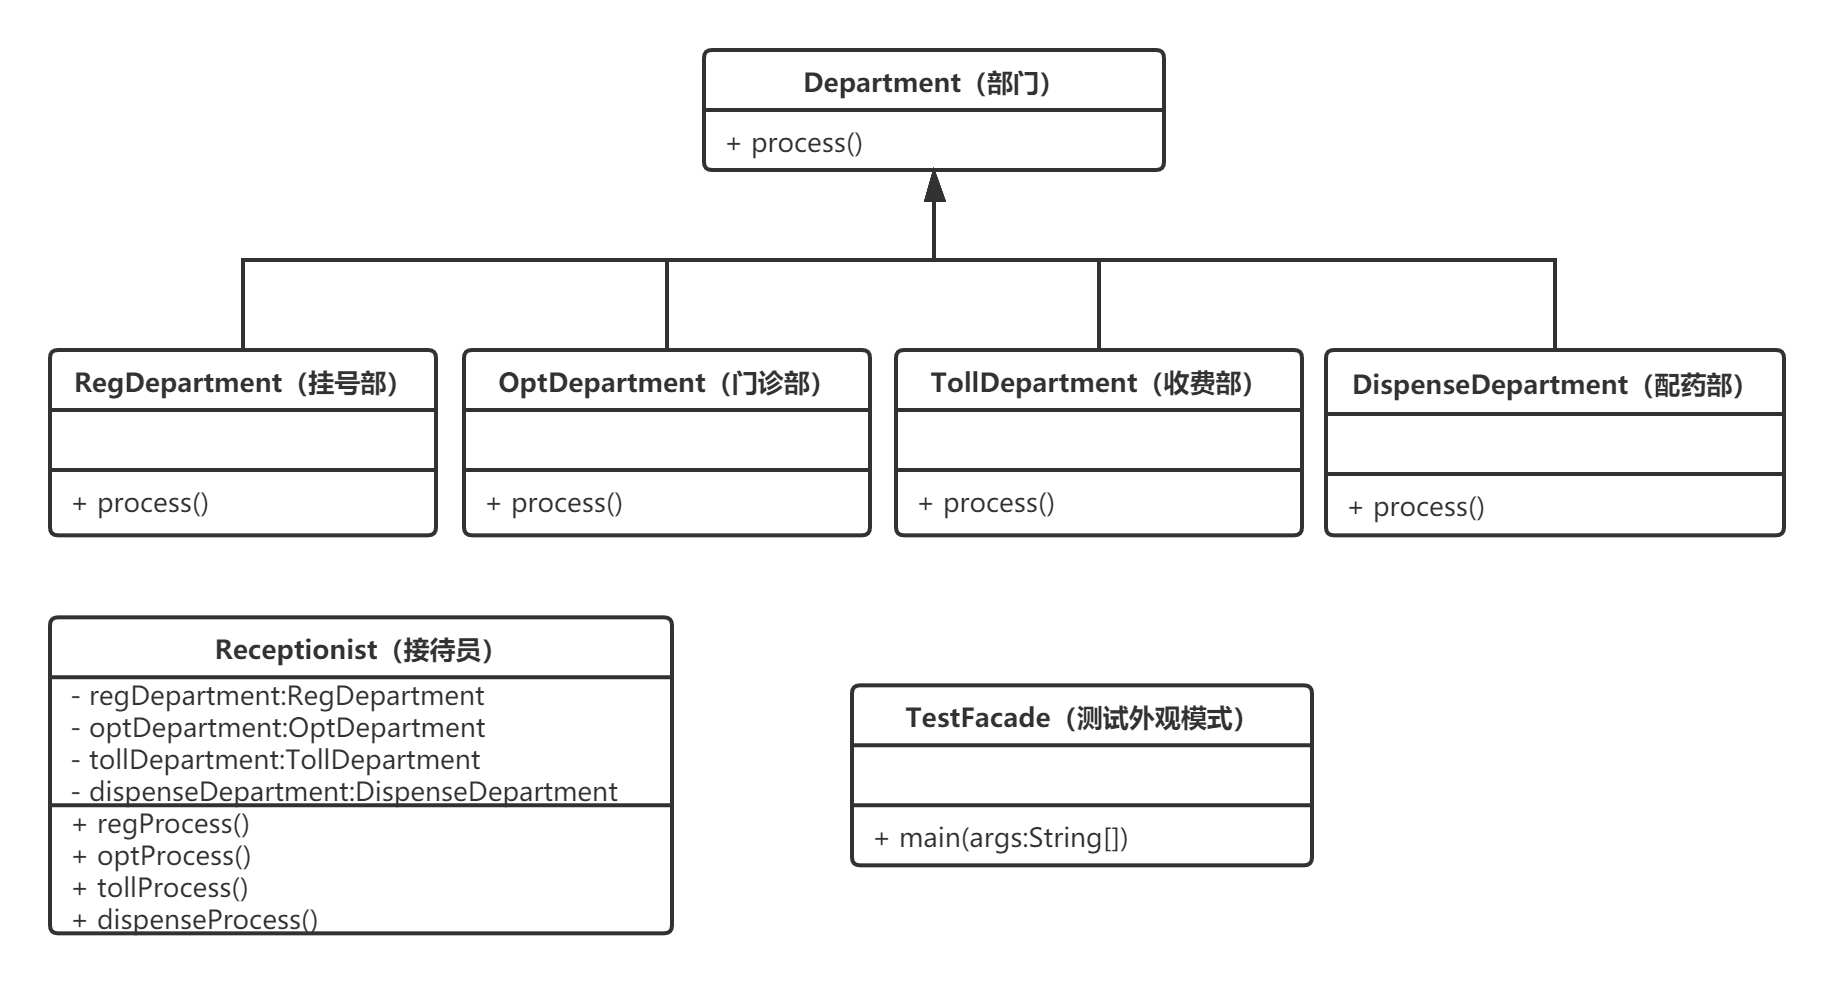 Department（部门）
+ process()
RegDepartment（挂号部）
+ process()
OptDepartment（门诊部）
+ process()
TollDepartment（收费部）
+ process()
DispenseDepartment（配药部）
+ process()
Receptionist（接待员）
- regDepartment:RegDepartment
- optDepartment:OptDepartment
- tollDepartment:TollDepartment
- dispenseDepartment:DispenseDepartment
+ regProcess()
+ optProcess()
+ tollProcess()
+ dispenseProcess()
TestFacade（测试外观模式）
+ main(args:String[])